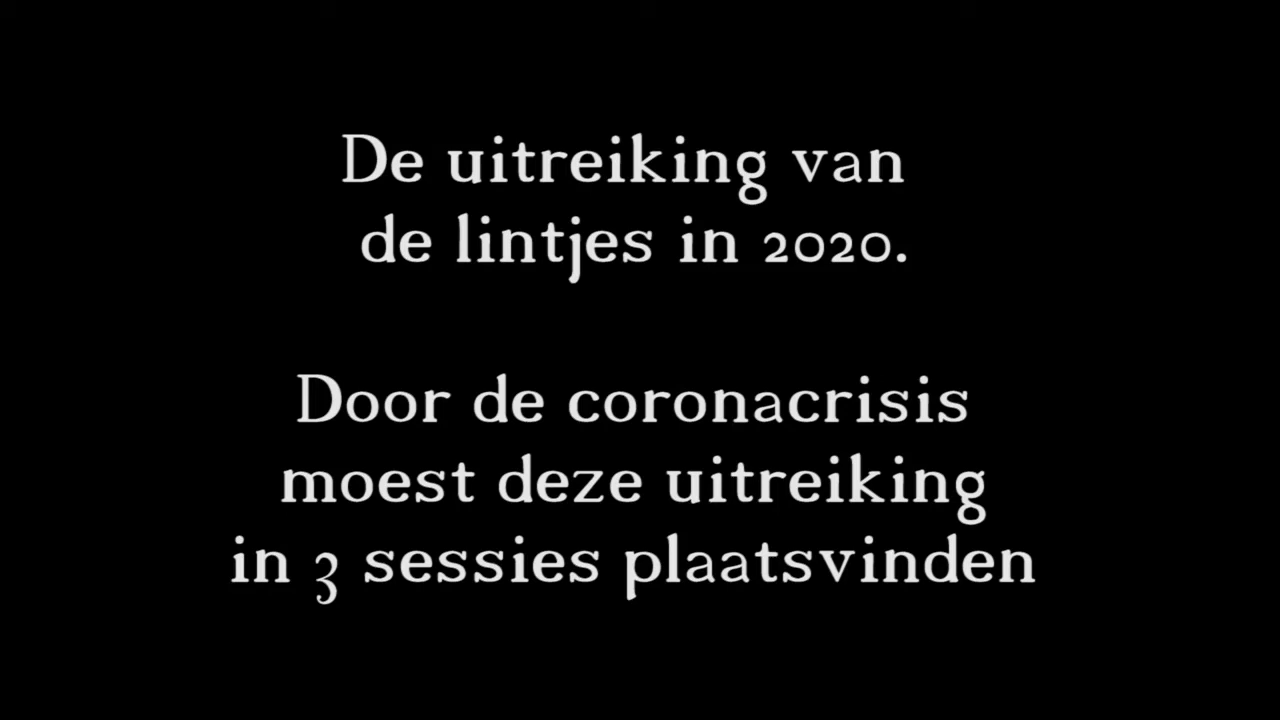 De uitreiking van
de lintjes in 2020.
Door de coronacrisis
moest deze uitreiking
in 3 sessies plaatsvinden